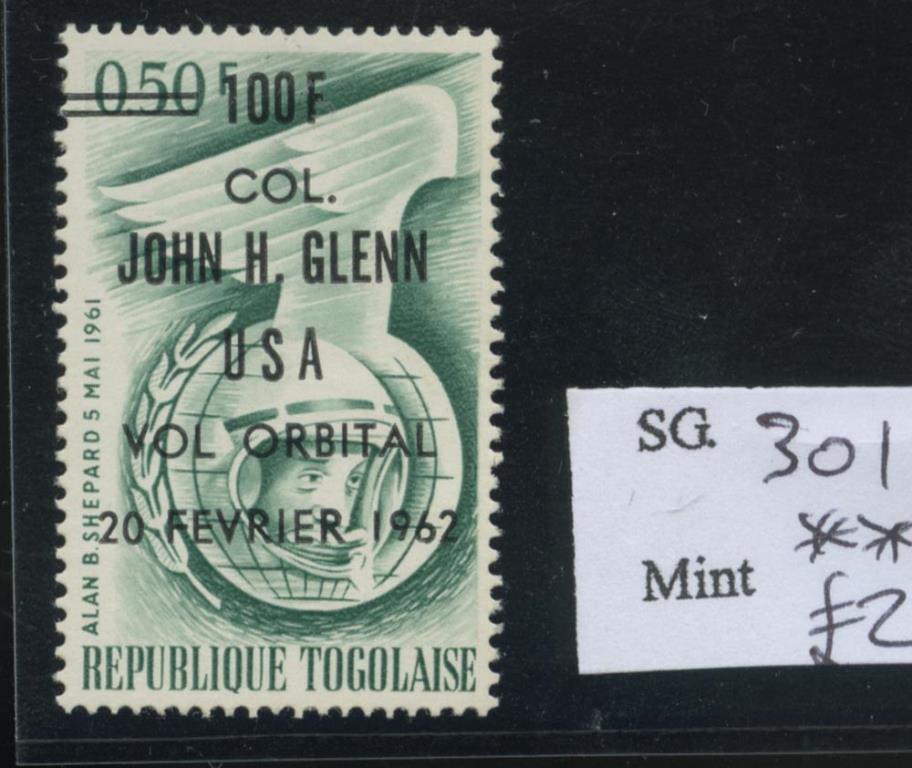 0.50 F
100F
COL.
JOHN H. GLENN
USA
VOL ORBITAL
20 FEVRIER 1962
ALAN B. SHEPARD 5 MAI 1961
REPUBLIQUE TOGOLAISE
SG. 301
**
Mint
£2